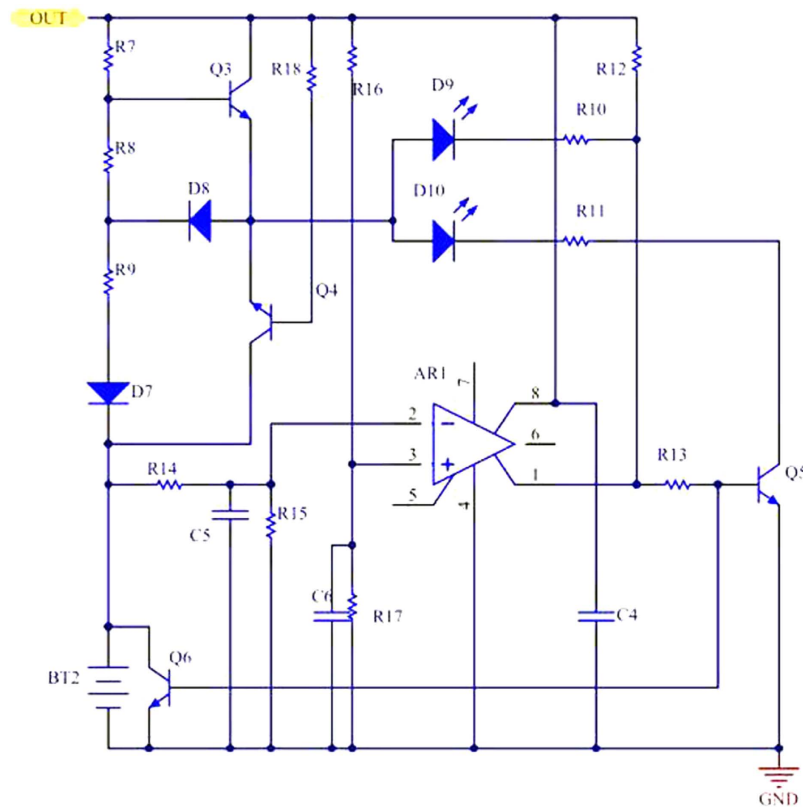 OUT
R7
Q3
R18
R16
R12
D9
R10
R8
D8
D10
R11
R9
Q4
D7
AR1
7
8
2
-
6
3
+
1
R13
R14
5
4
Q5
C5
R15
C6
R17
C4
Q6
BT2
GND